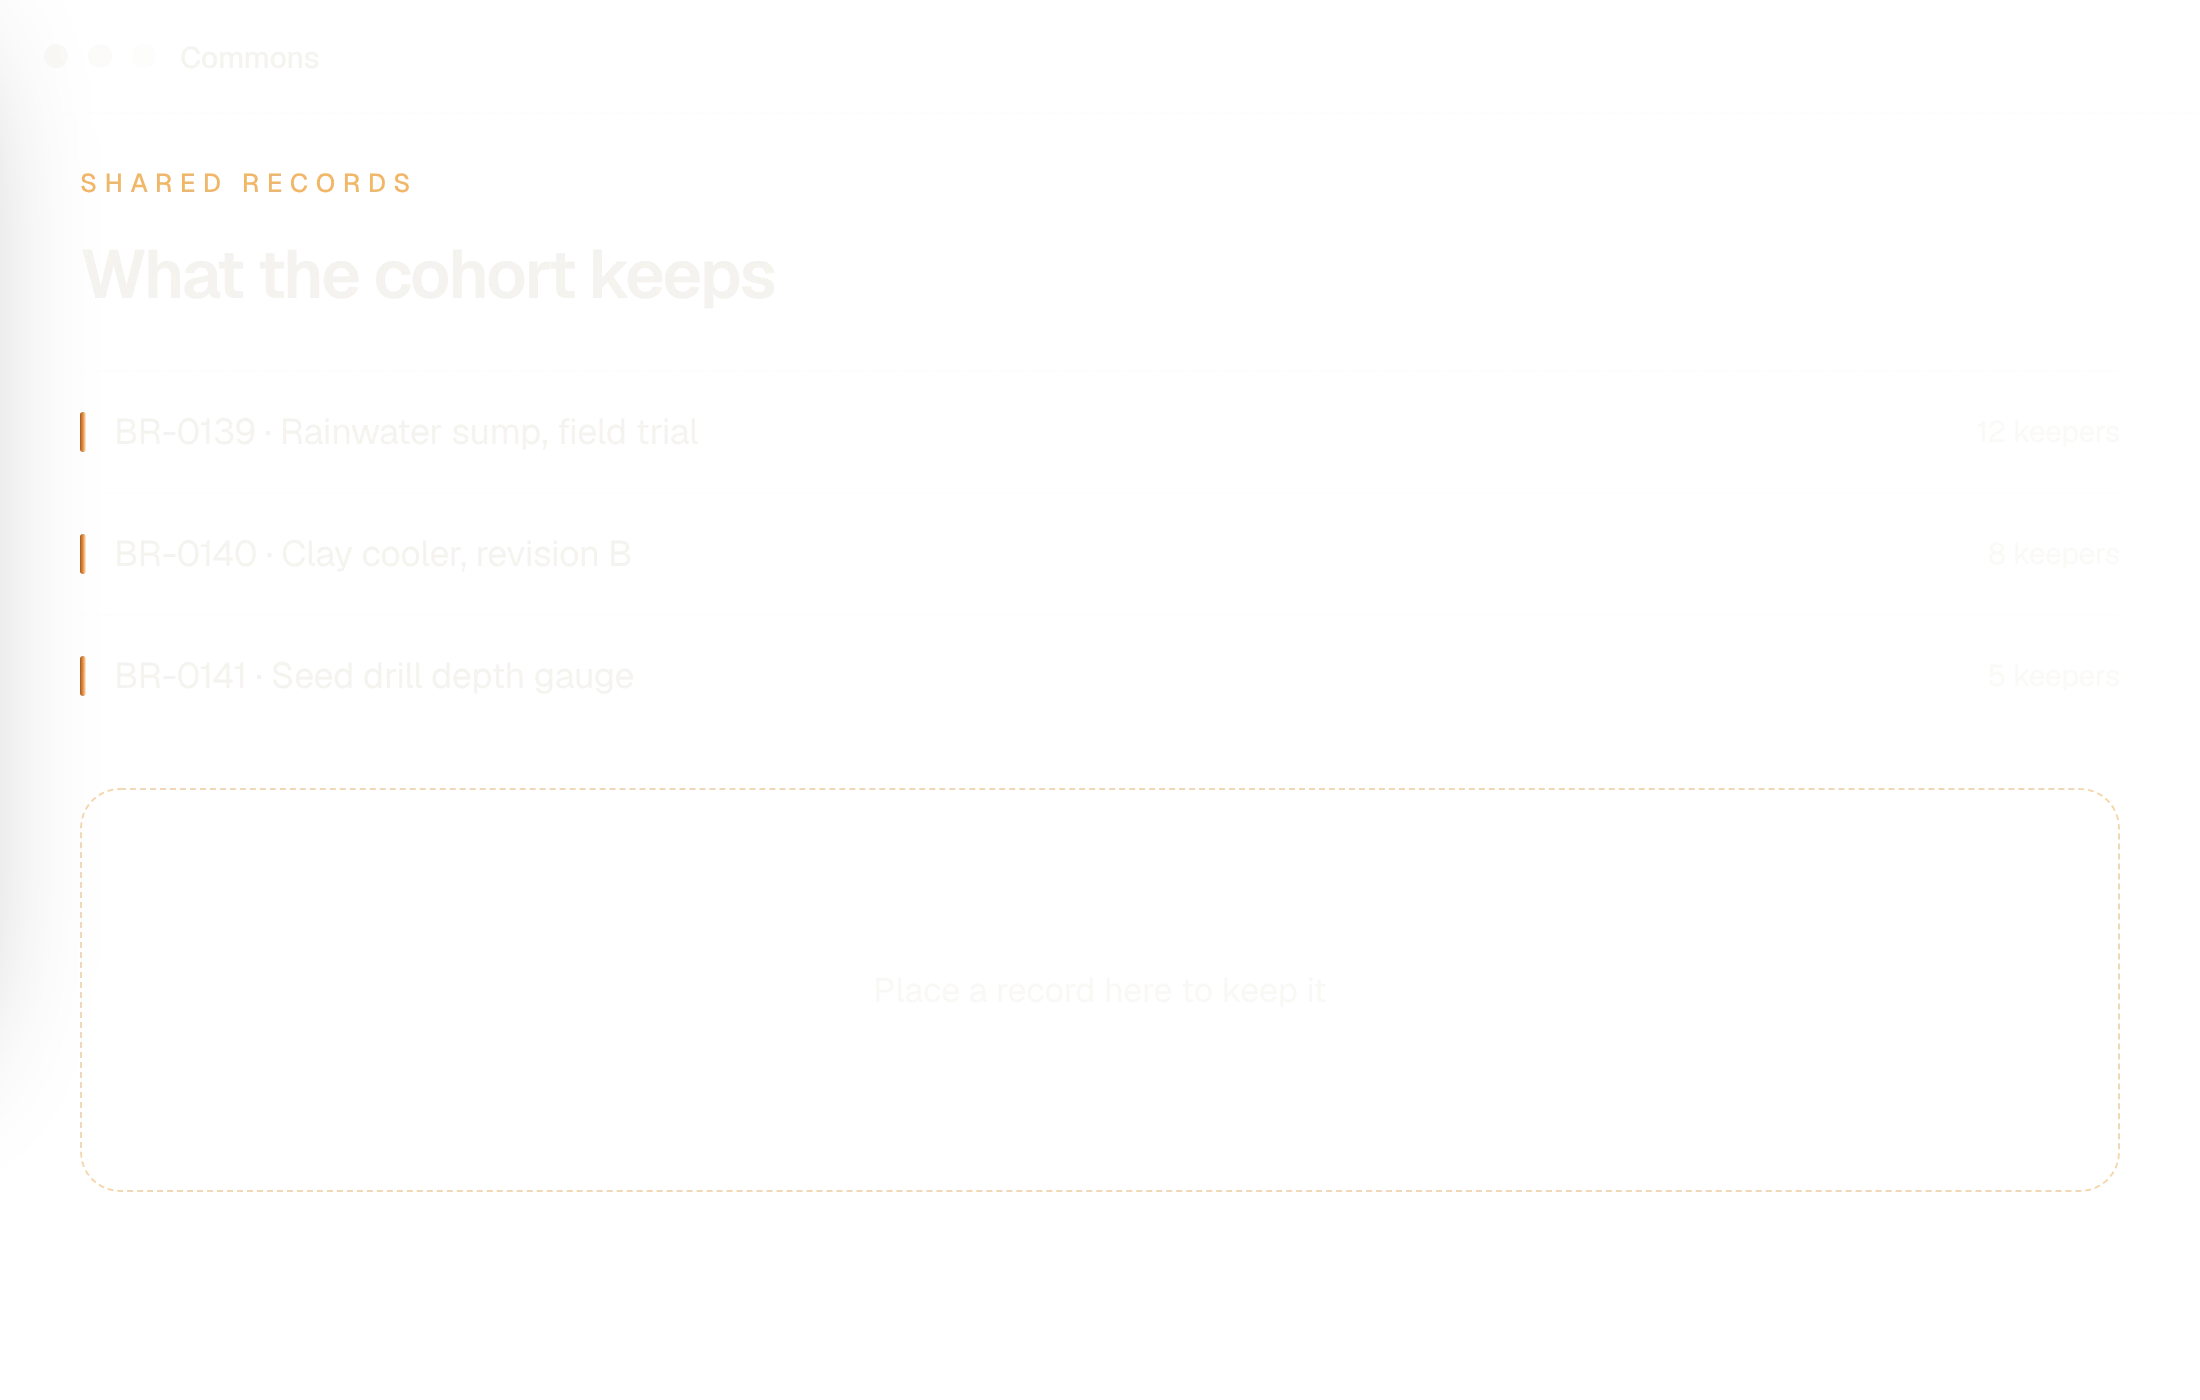 Commons
SHARED RECORDS
What the cohort keeps
BR-0139 · Rainwater sump, field trial
12 keepers
BR-0140 · Clay cooler, revision B
8 keepers
BR-0141 · Seed drill depth gauge
5 keepers
Place a record here to keep it